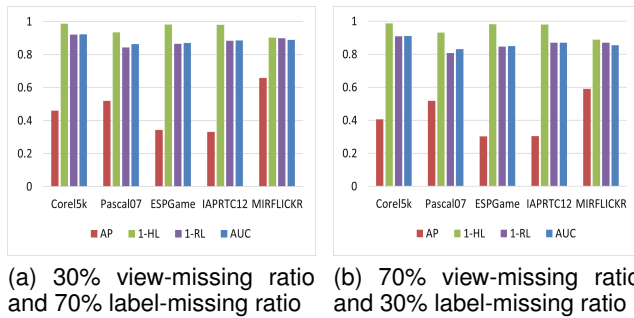 1
0.8
0.6
0.4
0.2
0
Corel5k Pascal07 ESPGame IAPRTC12 MIRFLICKR
AP 1-HL 1-RL AUC
(a) 30% view-missing ratio
and 70% label-missing ratio
1
0.8
0.6
0.4
0.2
0
Corel5k Pascal07 ESPGame IAPRTC12 MIRFLICKR
AP 1-HL 1-RL AUC
(b) 70% view-missing ratio
and 30% label-missing ratio